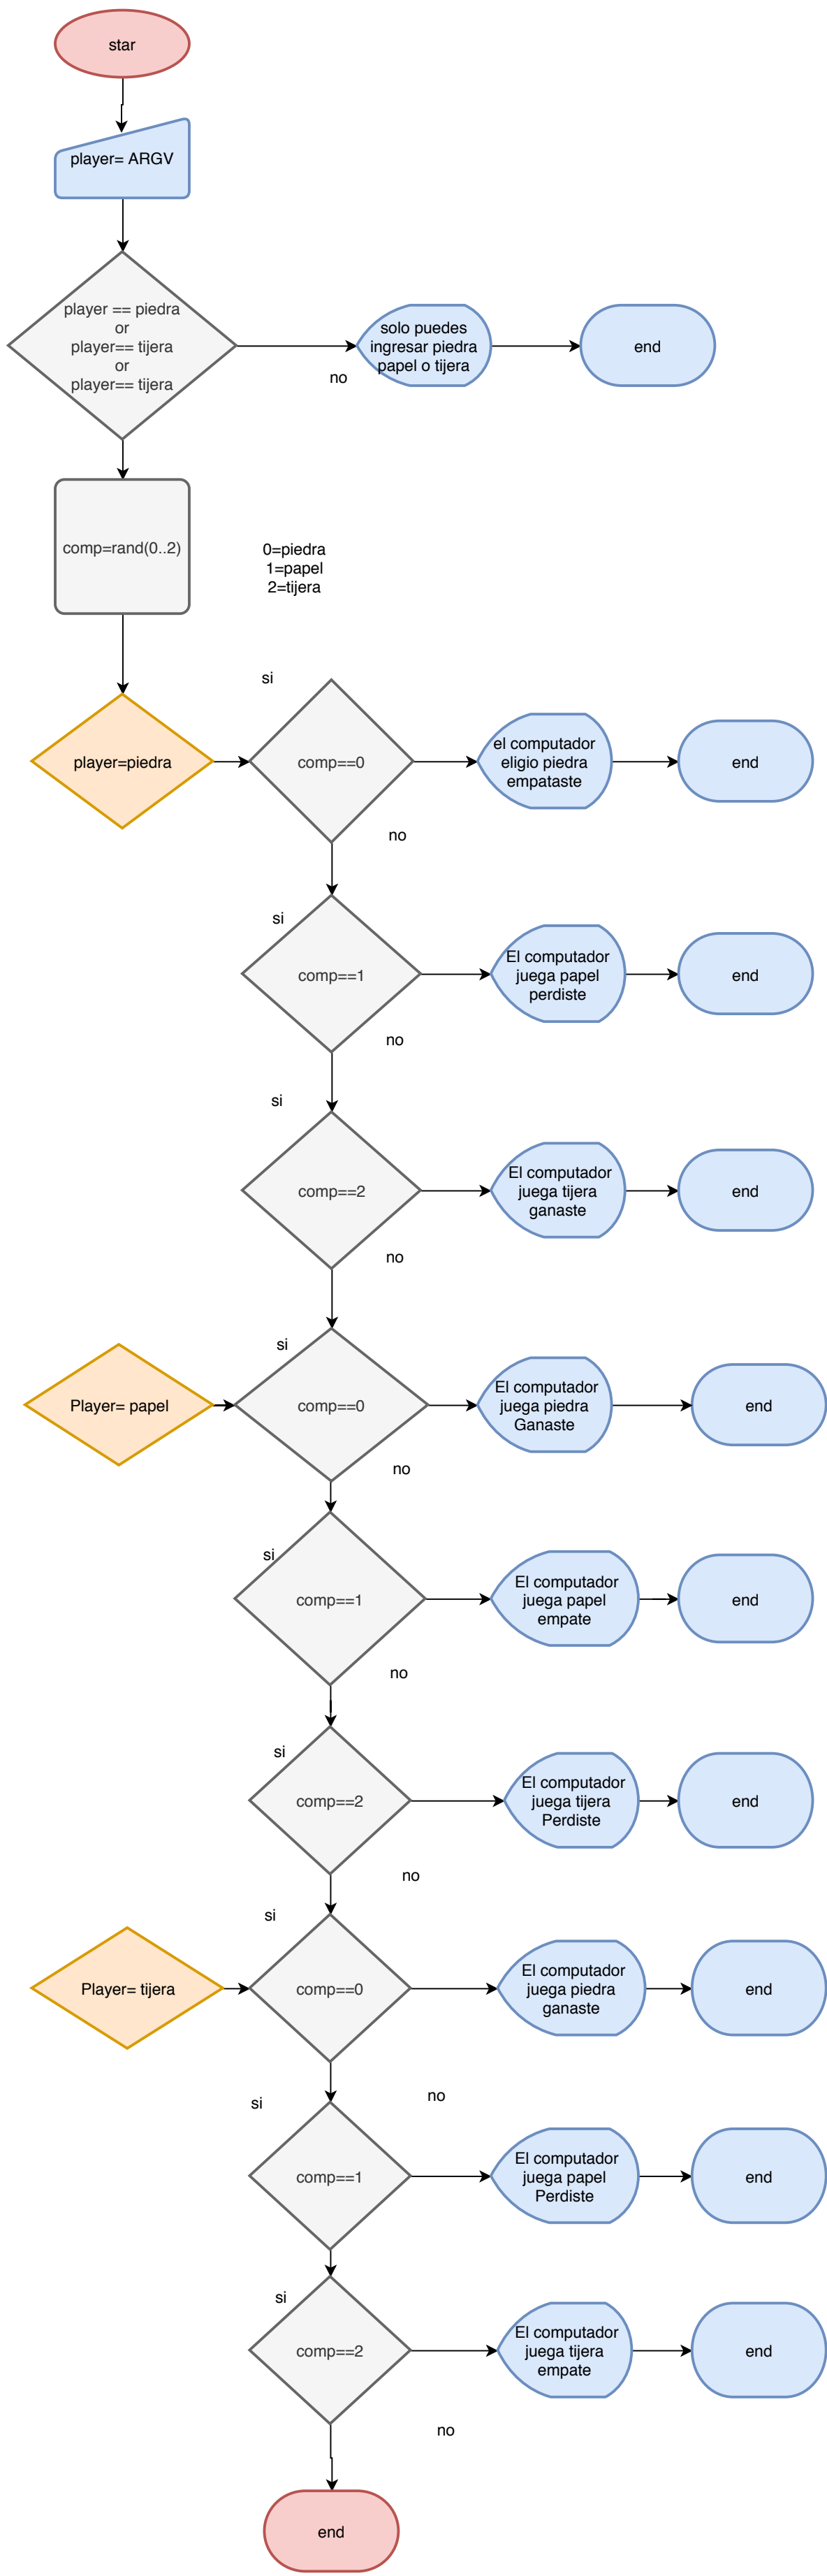 star
player= ARGV
player == piedra
or
player== tijera
or
player== tijera
no
solo puedes
ingresar piedra
papel o tijera
end
comp=rand(0..2)
0=piedra
1=papel
2=tijera
si
player=piedra
comp==0
el computador
eligio piedra
empataste
end
no
si
comp==1
El computador
juega papel
perdiste
end
no
si
comp==2
El computador
juega tijera
ganaste
end
no
si
Player= papel
comp==0
El computador
juega piedra
Ganaste
end
no
si
comp==1
El computador
juega papel
empate
end
no
si
comp==2
El computador
juega tijera
Perdiste
end
no
si
Player= tijera
comp==0
El computador
juega piedra
ganaste
end
no
si
comp==1
El computador
juega papel
Perdiste
end
si
comp==2
El computador
juega tijera
empate
end
no
end